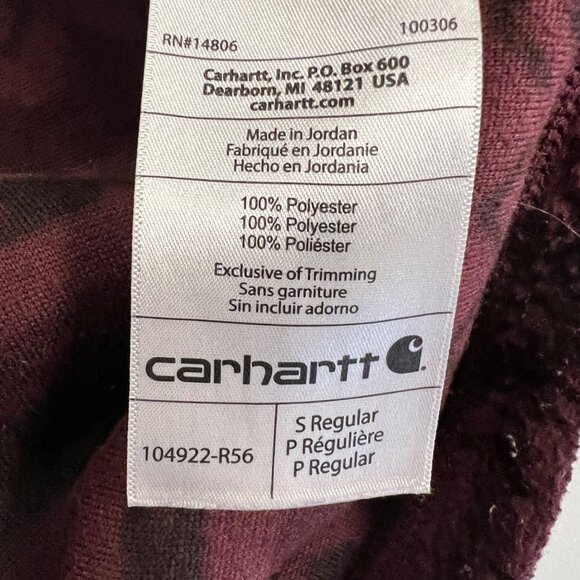 RN#14806 100306
Carhartt, Inc. P.O. Box 600
Dearborn, MI 48121 USA
carhartt.com
Made in Jordan
Fabriqué en Jordanie
Hecho en Jordania
100% Polyester
100% Polyester
100% Poliéster
Exclusive of Trimming
Sans garniture
Sin incluir adorno
carhartt
104922-R56
S Regular
P Régulière
P Regular